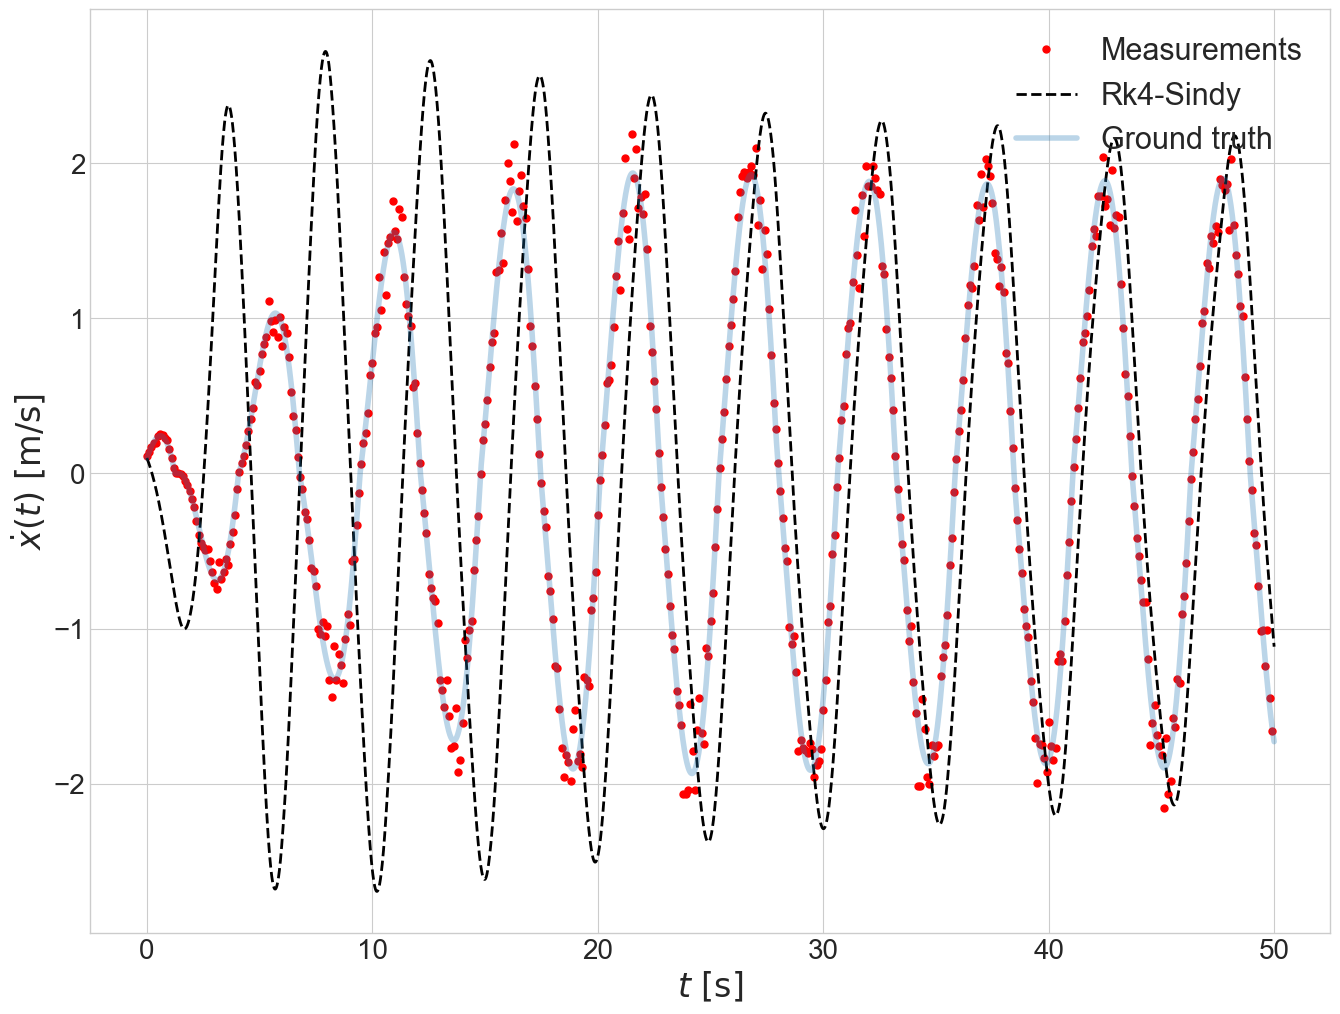 Measurements
Rk4-Sindy
Ground truth
2
1
0
−1
−2
ẋ(t) [m/s]
0 10 20 30 40 50
t [s]